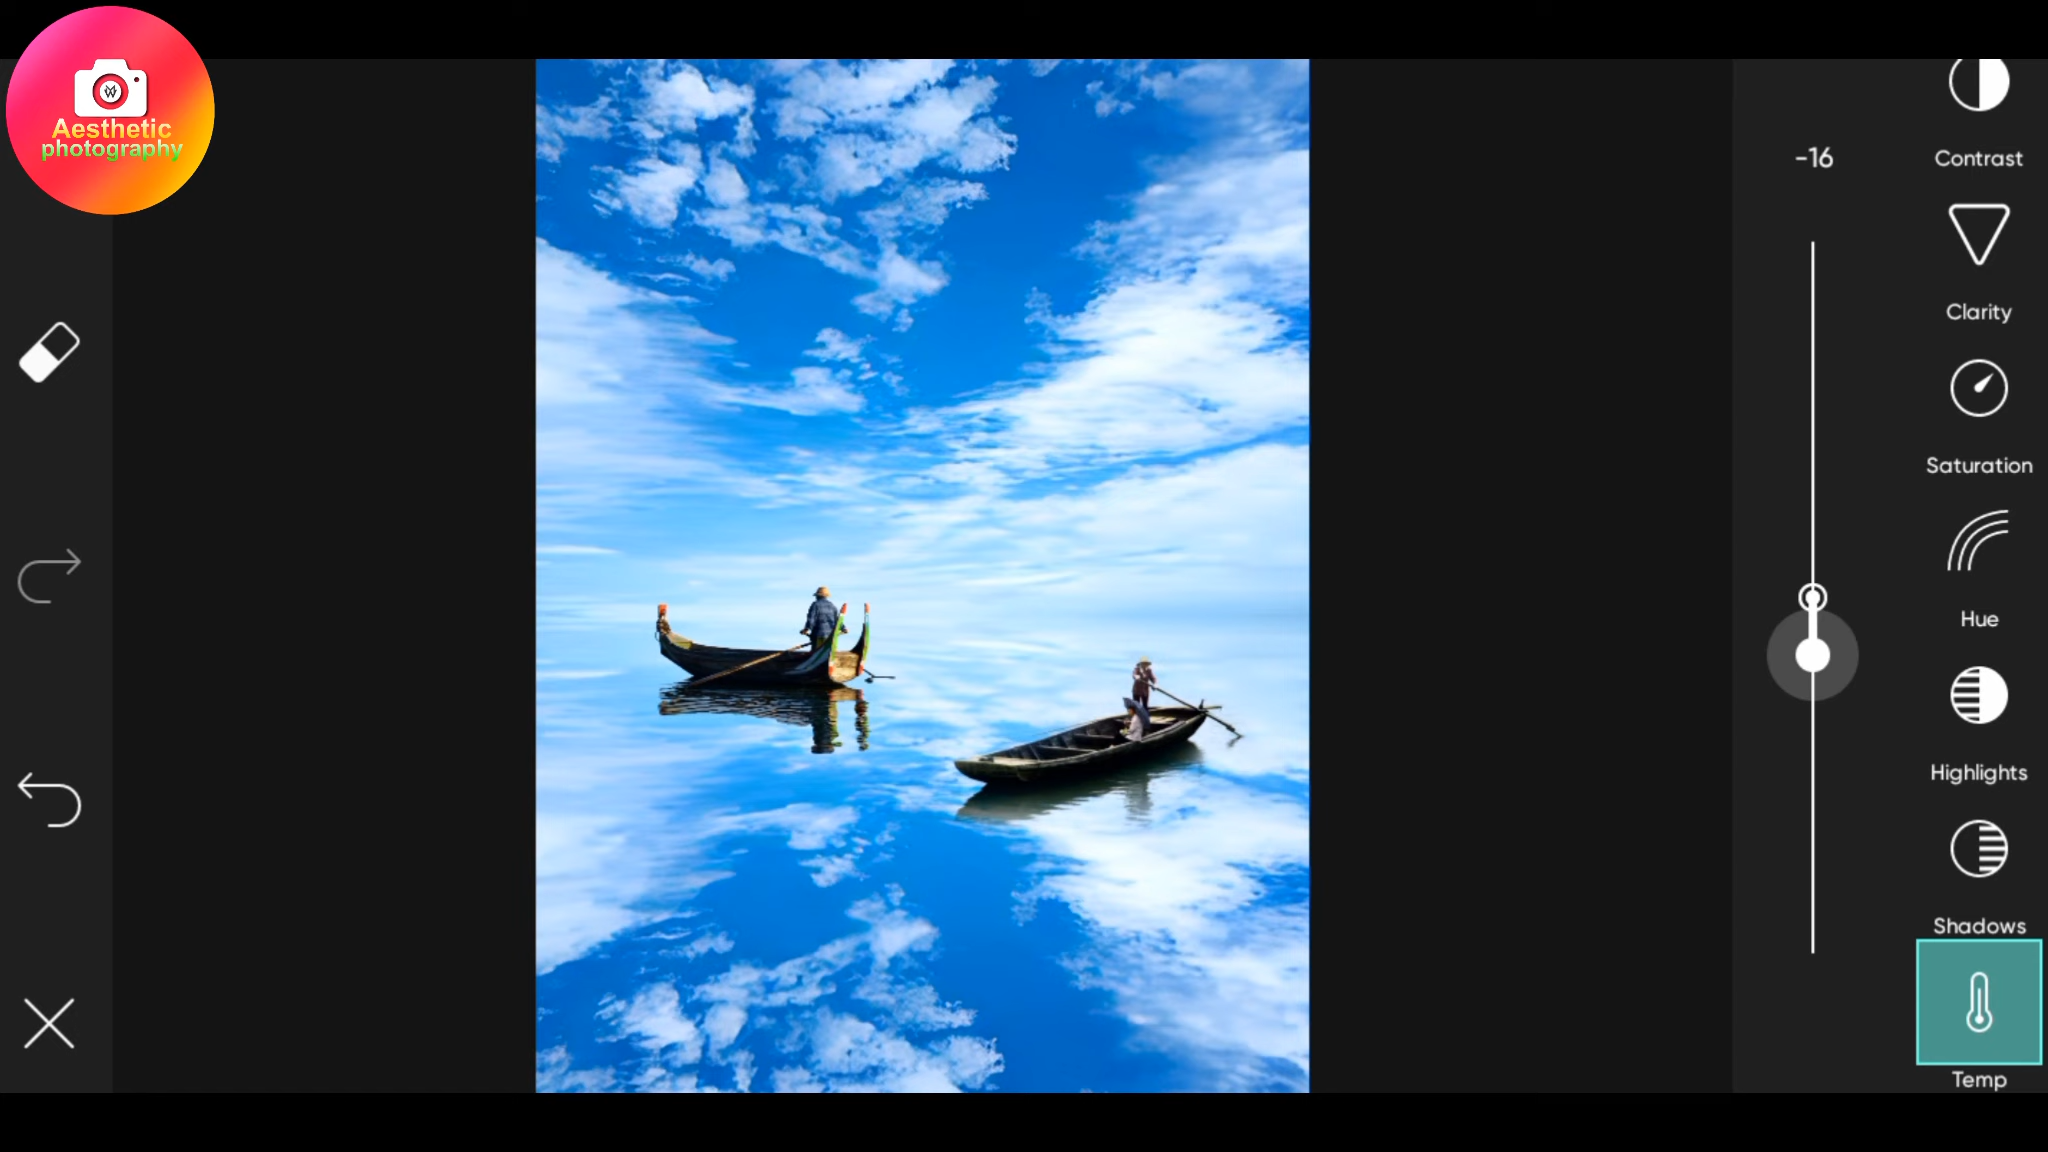 Aesthetic
photography
-16
Contrast
Clarity
Saturation
Hue
Highlights
Shadows
Temp